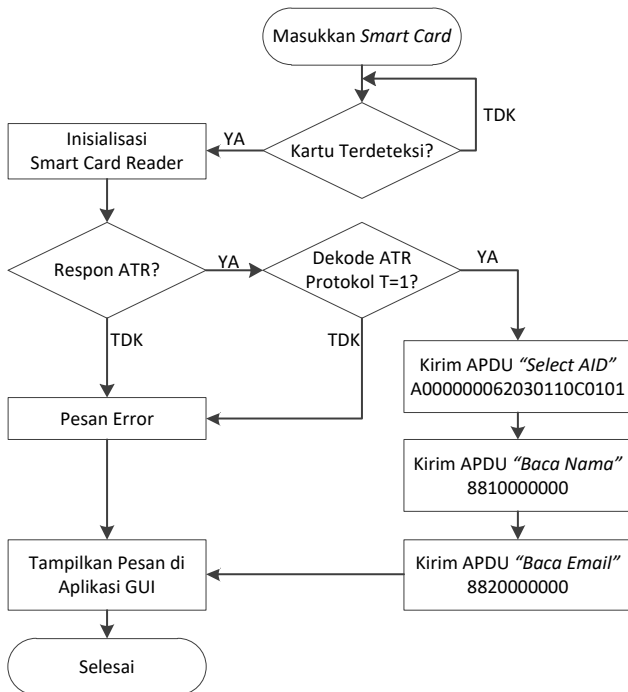 Masukkan Smart Card
TDK
Kartu Terdeteksi?
YA
Inisialisasi
Smart Card Reader
Respon ATR?
YA
Dekode ATR
Protokol T=1?
YA
TDK
TDK
Kirim APDU “Select AID”
A000000062030110C0101
Pesan Error
Kirim APDU “Baca Nama”
8810000000
Kirim APDU “Baca Email”
8820000000
Tampilkan Pesan di
Aplikasi GUI
Selesai